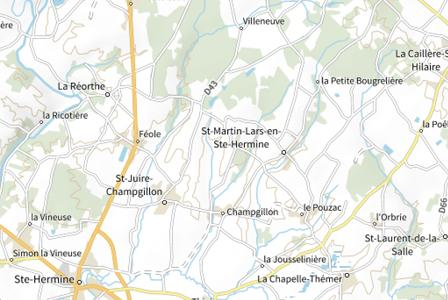 Villeneuve
La Caillère-S
Hilaire
la Petite Bougrelière
La Réorthe
D43
la Ricotière
la Poë
Féole
St-Martin-Lars-en-
Ste-Hermine
St-Juire-
Champgillon
D66
Champgillon
le Pouzac
la Vineuse
l'Orbrie
St-Laurent-de-la-
Salle
Simon la Vineuse
la Jousselinière
Ste-Hermine
La Chapelle-Thémer